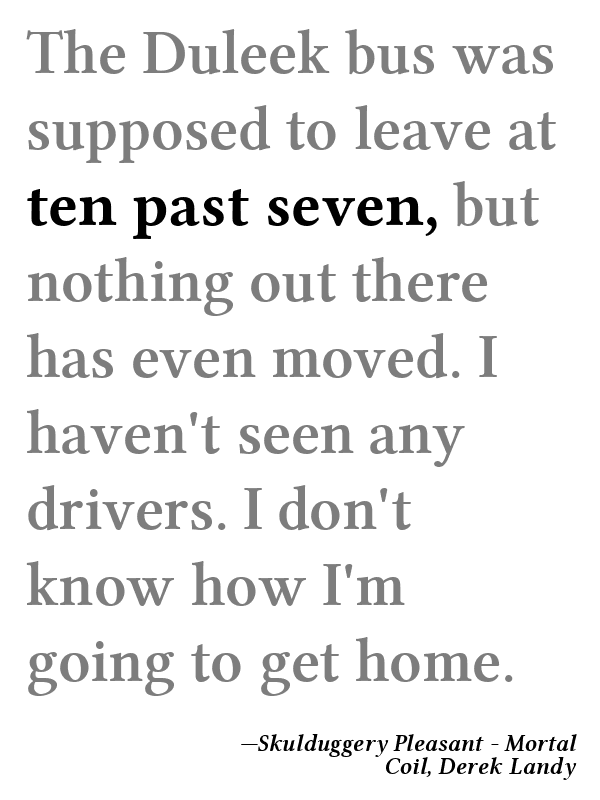 The Duleek bus was
supposed to leave at
ten past seven, but
nothing out there
has even moved. I
haven't seen any
drivers. I don't
know how I'm
going to get home.
—Skulduggery Pleasant - Mortal
Coil, Derek Landy